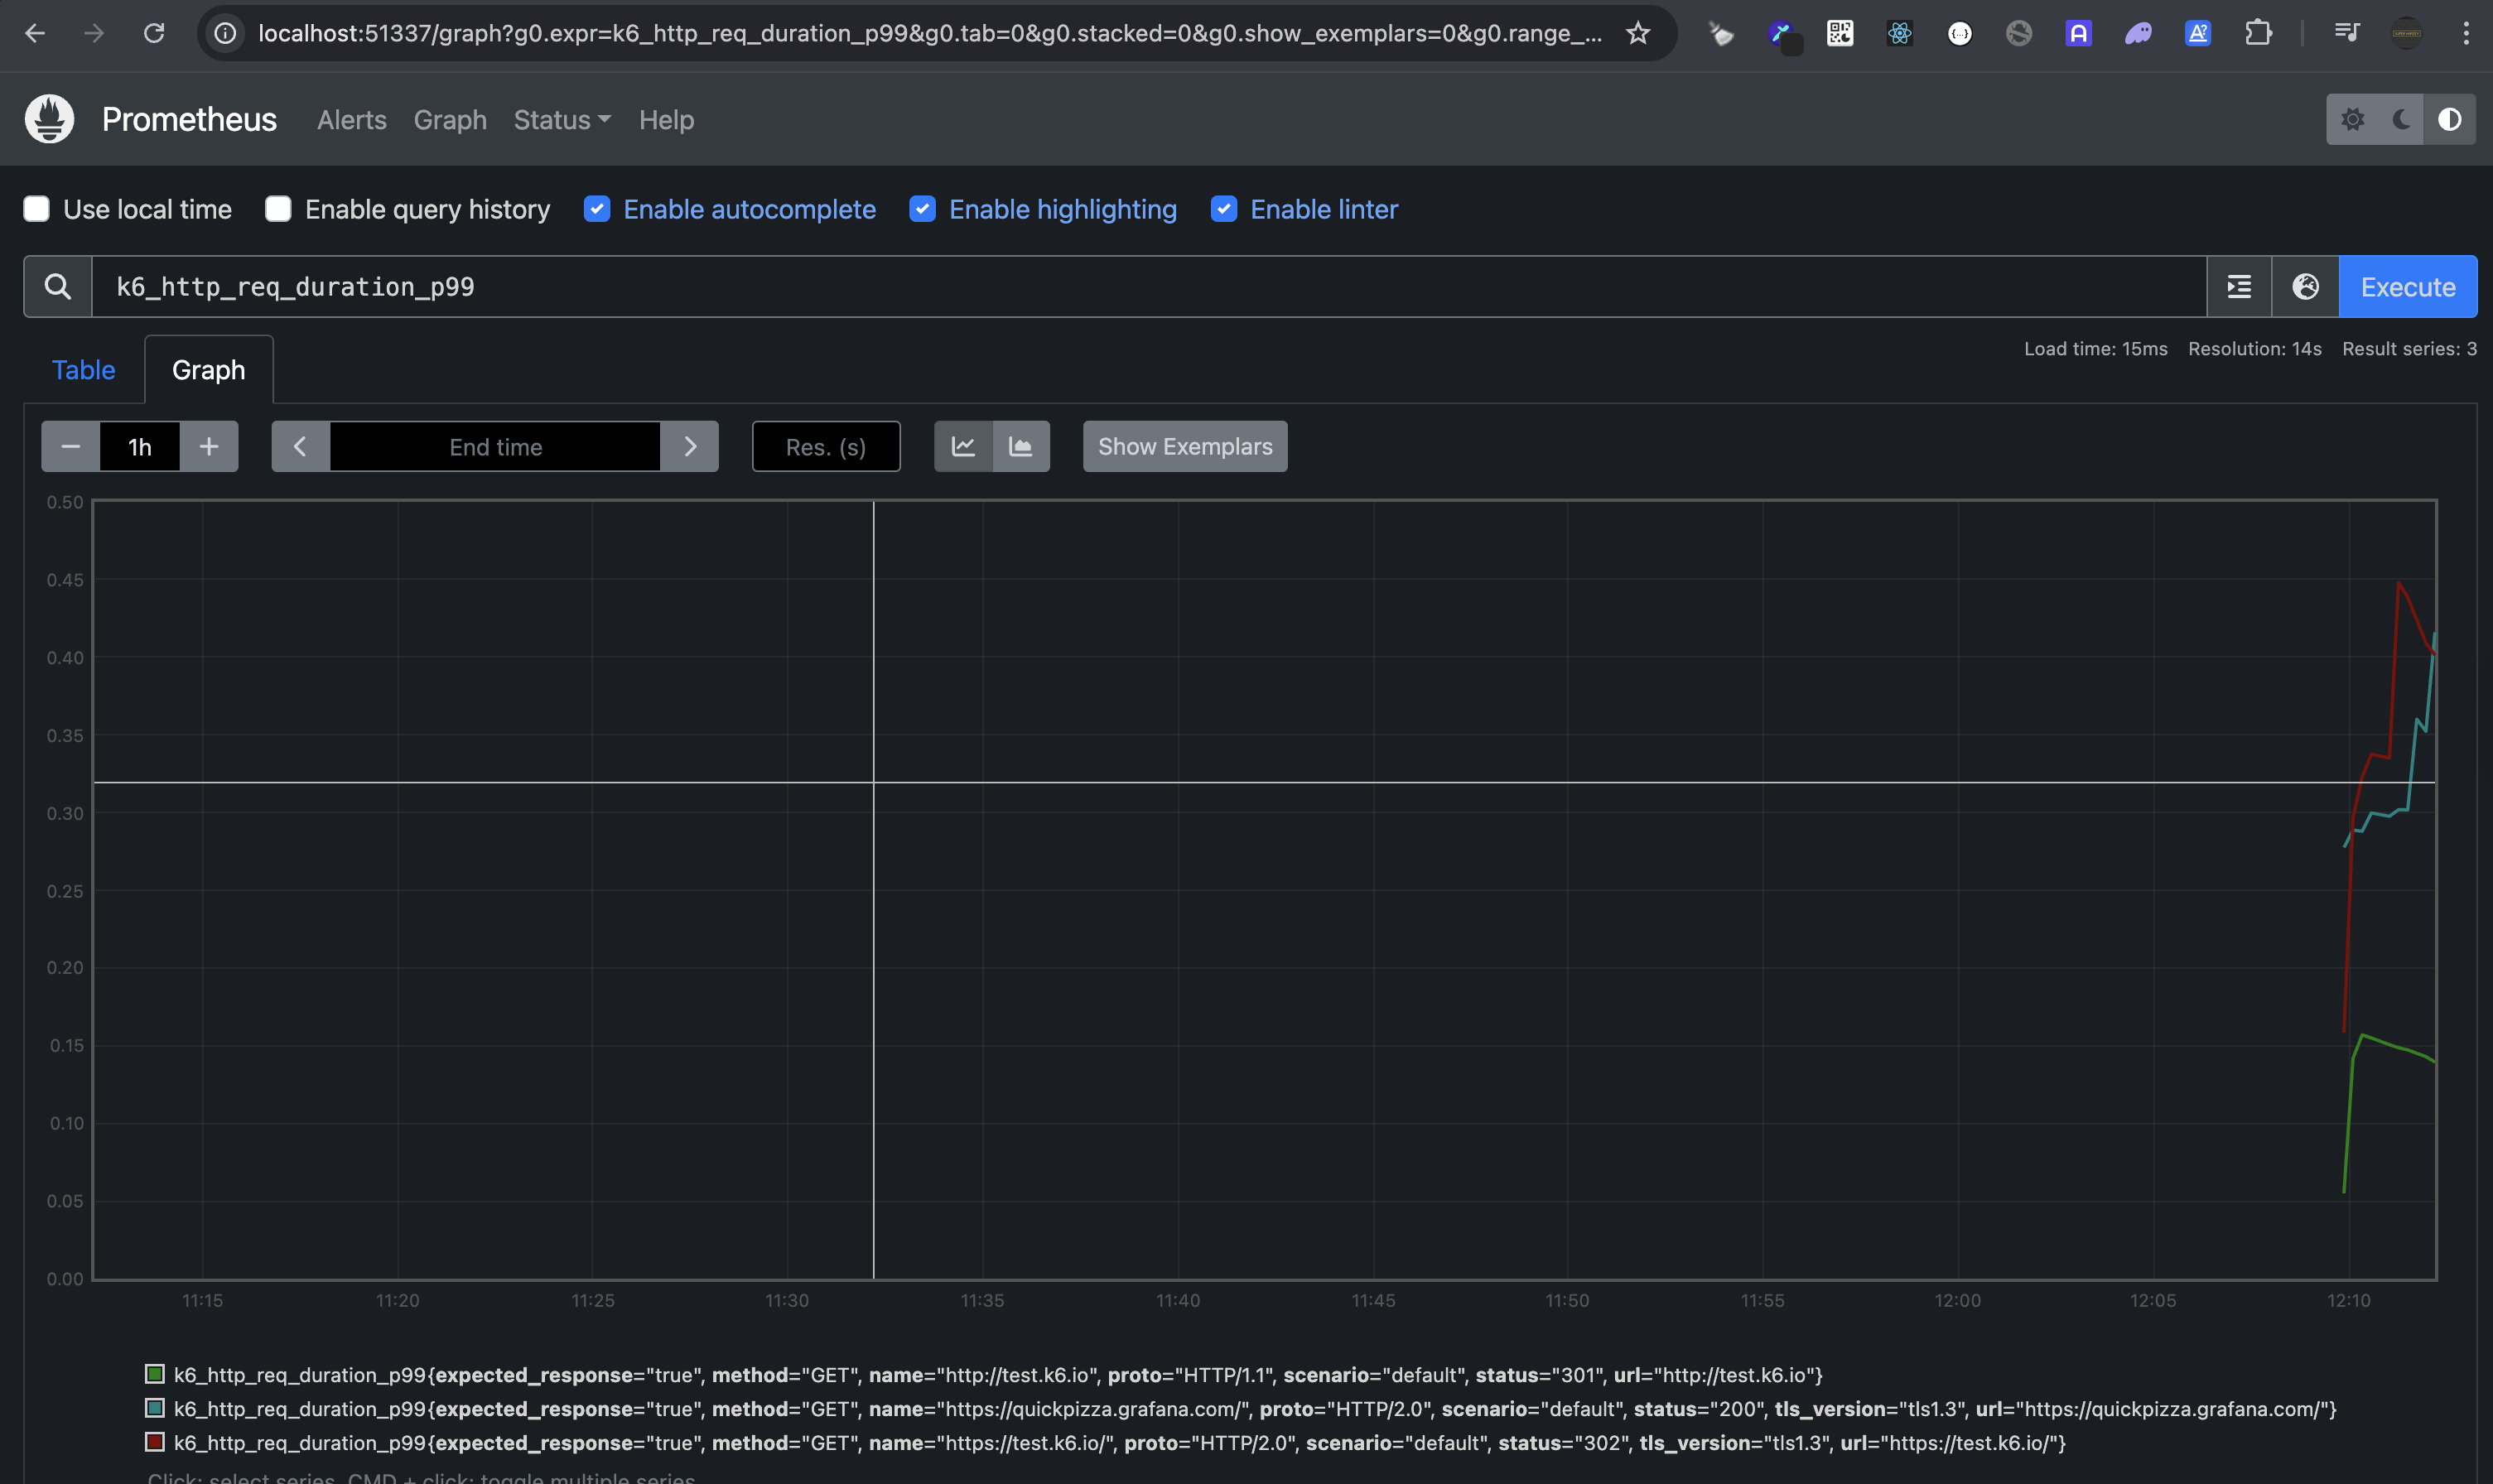 localhost:51337/graph?g0.expr=k6_http_req_duration_p99&g0.tab=0&g0.stacked=0&g0.show_exemplars=0&g0.range_...
Prometheus Alerts Graph Status Help
Use local time Enable query history Enable autocomplete Enable highlighting Enable linter
k6_http_req_duration_p99 Execute
Load time: 15ms Resolution: 14s Result series: 3
Table Graph
1h End time Res. (s) Show Exemplars
0.50
0.45
0.40
0.35
0.30
0.25
0.20
0.15
0.10
0.05
0.00
11:15 11:20 11:25 11:30 11:35 11:40 11:45 11:50 11:55 12:00 12:05 12:10
k6_http_req_duration_p99{expected_response="true", method="GET", name="http://test.k6.io", proto="HTTP/1.1", scenario="default", status="301", url="http://test.k6.io"}
k6_http_req_duration_p99{expected_response="true", method="GET", name="https://quickpizza.grafana.com/", proto="HTTP/2.0", scenario="default", status="200", tls_version="tls1.3", url="https://quickpizza.grafana.com/"}
k6_http_req_duration_p99{expected_response="true", method="GET", name="https://test.k6.io/", proto="HTTP/2.0", scenario="default", status="302", tls_version="tls1.3", url="https://test.k6.io/"}
Click: select series, CMD + click: toggle multiple series